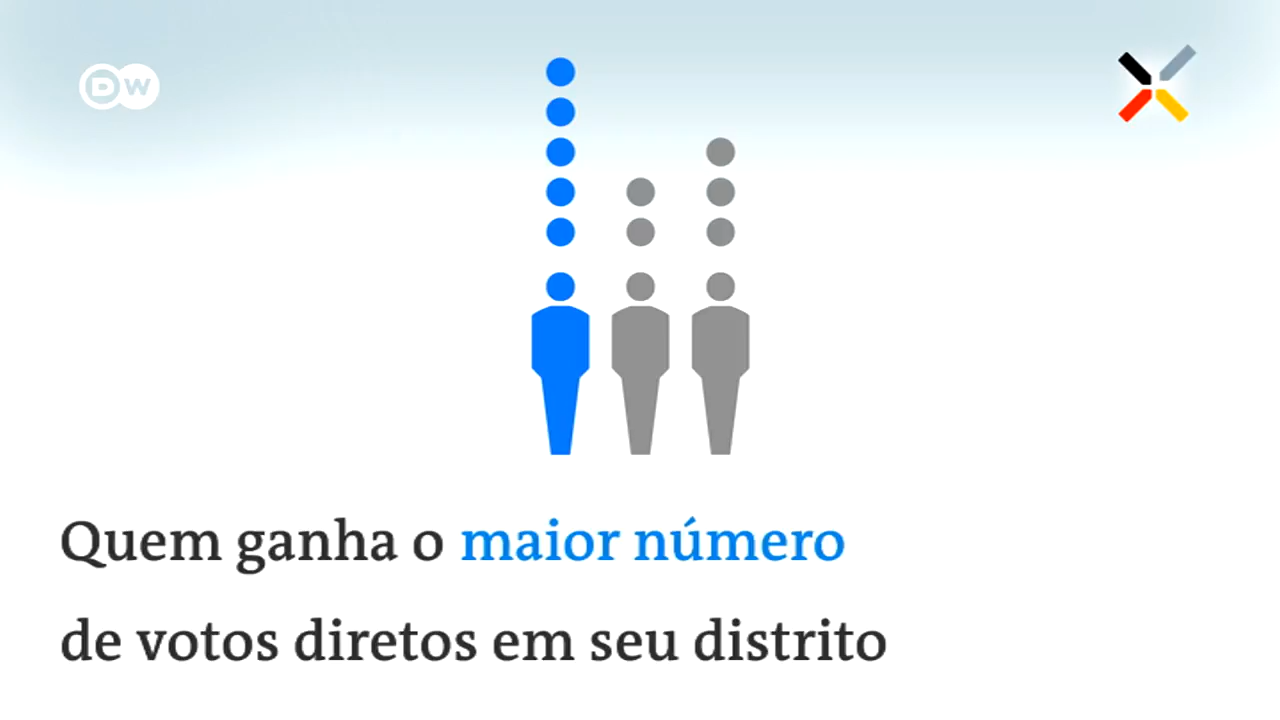 DW
Quem ganha o maior número
de votos diretos em seu distrito